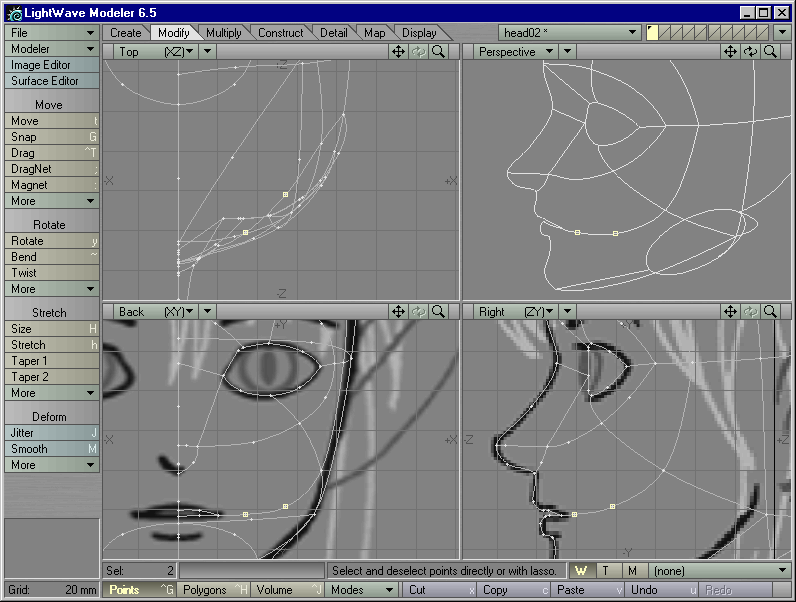 LightWave Modeler 6.5
File
Create Modify Multiply Construct Detail Map Display
head02 *
Modeler
Image Editor
Surface Editor
Top (XZ)
Perspective
Move
Move t
Snap G
Drag ^T
DragNet ;
Magnet :
More
Rotate
Rotate y
Bend ~
Twist
More
Stretch
Size H
Stretch h
Taper 1
Taper 2
More
Deform
Jitter J
Smooth M
More
-Z
-X +X
-Z
Back (XY)
Right (ZY)
+Y
-X +X
-Z +Z
-Y
Sel: 2
Select and deselect points directly or with lasso.
W T M (none)
Grid: 20 mm
Points ^G Polygons ^H Volume ^J Modes Cut x Copy c Paste v Undo u Redo